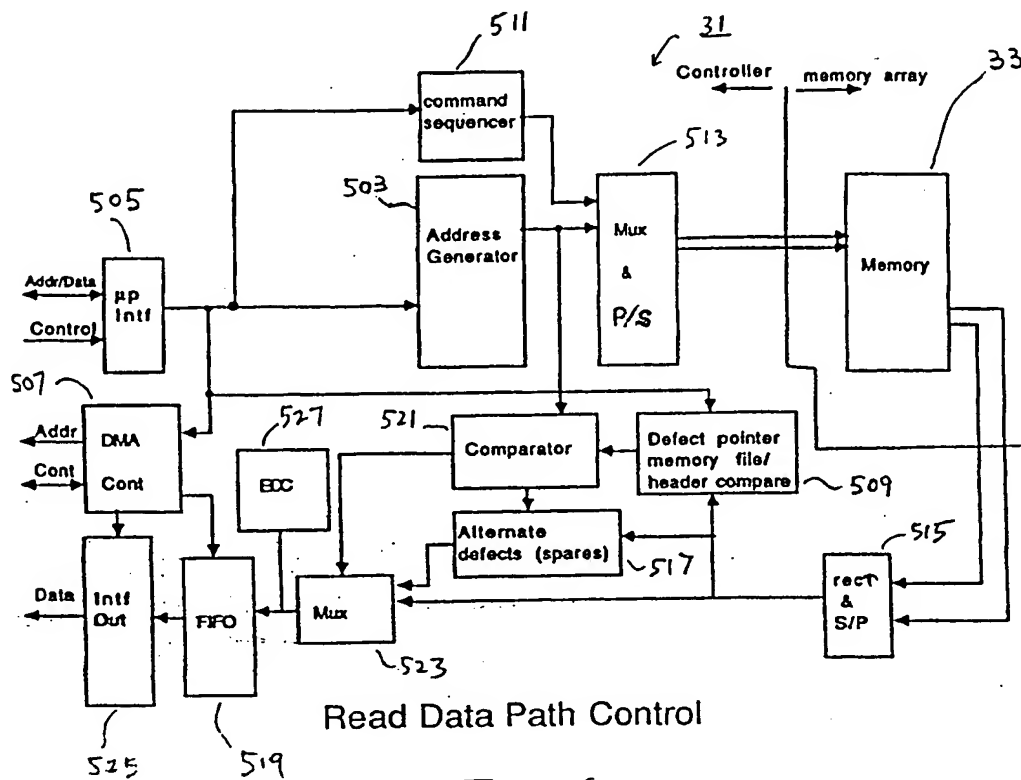 511
31
Controller
memory array
33
command
sequencer
513
503
505
Address
Generator
Mux
&
P/S
Memory
Addr/Data
Control
µp
Intf
507
Addr
Cont
DMA
Cont
527
ECC
521
Comparator
Defect pointer
memory file/
header compare
509
Alternate
defects (spares)
517
515
rect
&
S/P
Data
Intf
Out
FIFO
Mux
523
525
519
Read Data Path Control